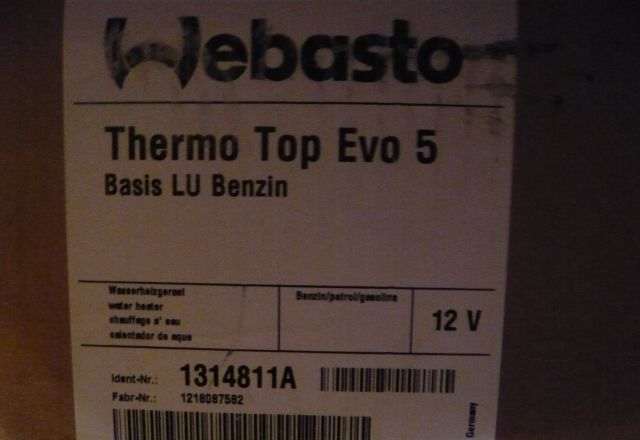 Webasto
Thermo Top Evo 5
Basis LU Benzin
Wasserheizgeraet
water heater
chauffage a' eau
calentador de agua
Benzin/petrol/gasoline
12 V
Ident-Nr.: 1314811A
Fabr-Nr.: 1218087582
Germany